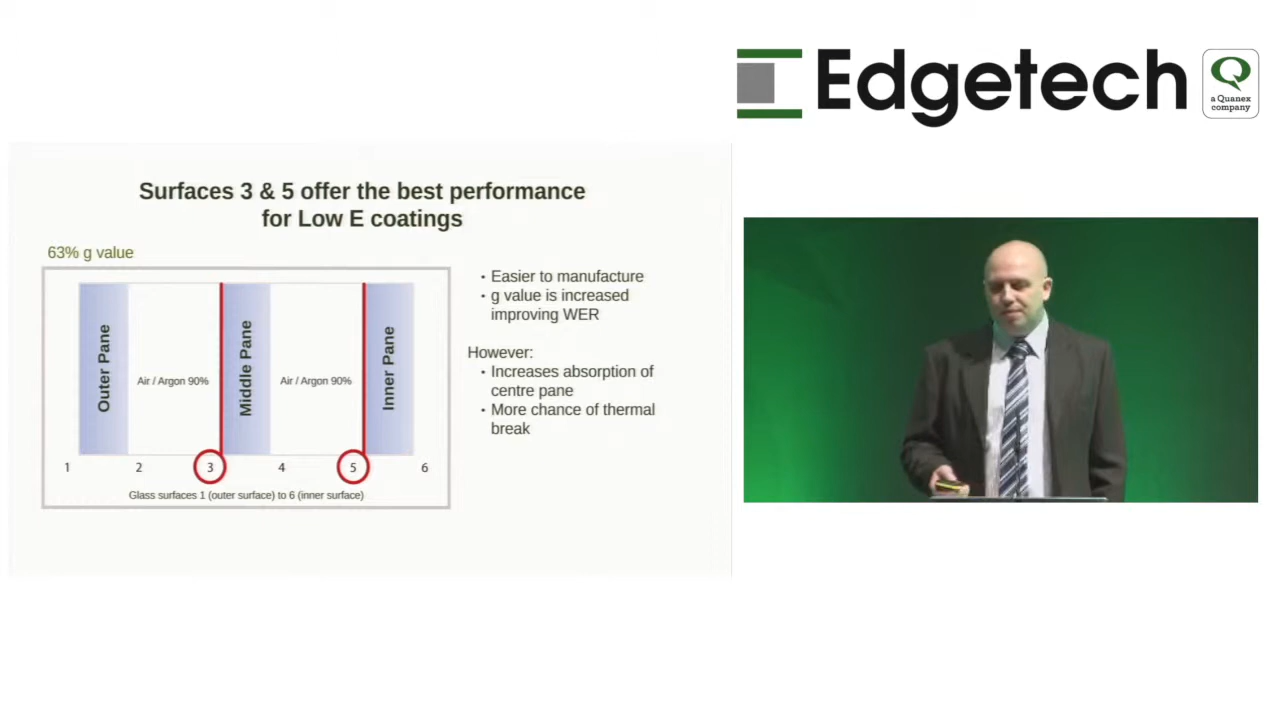 Edgetech
Q
a Quanex
company
Surfaces 3 & 5 offer the best performance
for Low E coatings
63% g value
Outer Pane
Air / Argon 90%
Middle Pane
Air / Argon 90%
Inner Pane
1 2 3 4 5 6
Glass surfaces 1 (outer surface) to 6 (inner surface)
• Easier to manufacture
• g value is increased
improving WER
However:
• Increases absorption of
centre pane
• More chance of thermal
break